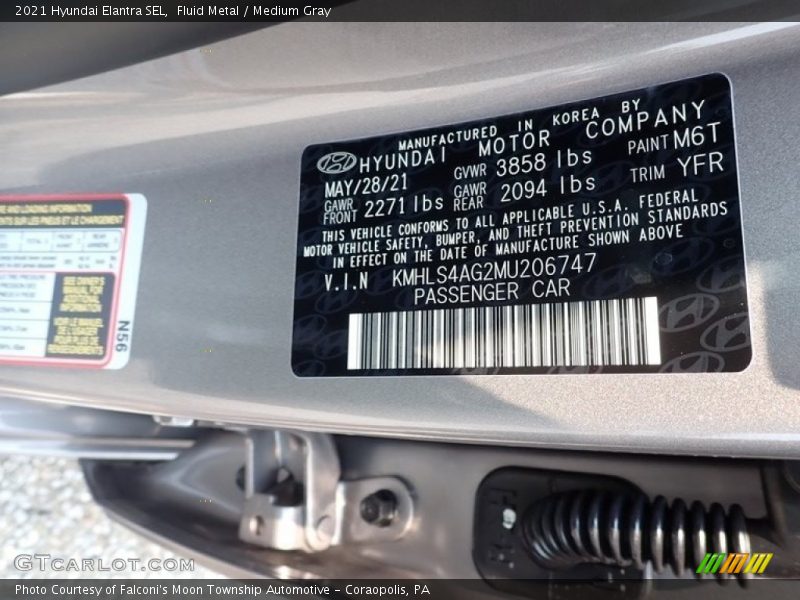 2021 Hyundai Elantra SEL, Fluid Metal / Medium Gray
MANUFACTURED IN KOREA BY
HYUNDAI MOTOR COMPANY
MAY/28/21 GVWR 3858 lbs PAINT M6T
GAWR FRONT 2271 lbs GAWR REAR 2094 lbs TRIM YFR
THIS VEHICLE CONFORMS TO ALL APPLICABLE U.S.A. FEDERAL
MOTOR VEHICLE SAFETY, BUMPER, AND THEFT PREVENTION STANDARDS
IN EFFECT ON THE DATE OF MANUFACTURE SHOWN ABOVE
V.I.N KMHLS4AG2MU206747
PASSENGER CAR
N56
GTCarLot.com
Photo Courtesy of Falconi's Moon Township Automotive - Coraopolis, PA